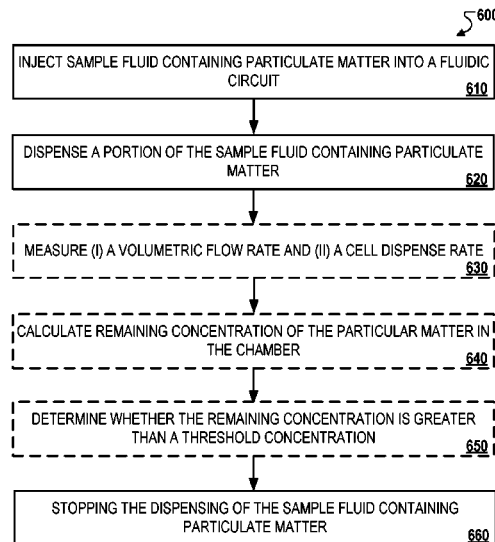 600
INJECT SAMPLE FLUID CONTAINING PARTICULATE MATTER INTO A FLUIDIC
CIRCUIT
610
DISPENSE A PORTION OF THE SAMPLE FLUID CONTAINING PARTICULATE
MATTER
620
MEASURE (I) A VOLUMETRIC FLOW RATE AND (II) A CELL DISPENSE RATE
630
CALCULATE REMAINING CONCENTRATION OF THE PARTICULAR MATTER IN
THE CHAMBER
640
DETERMINE WHETHER THE REMAINING CONCENTRATION IS GREATER
THAN A THRESHOLD CONCENTRATION
650
STOPPING THE DISPENSING OF THE SAMPLE FLUID CONTAINING
PARTICULATE MATTER
660